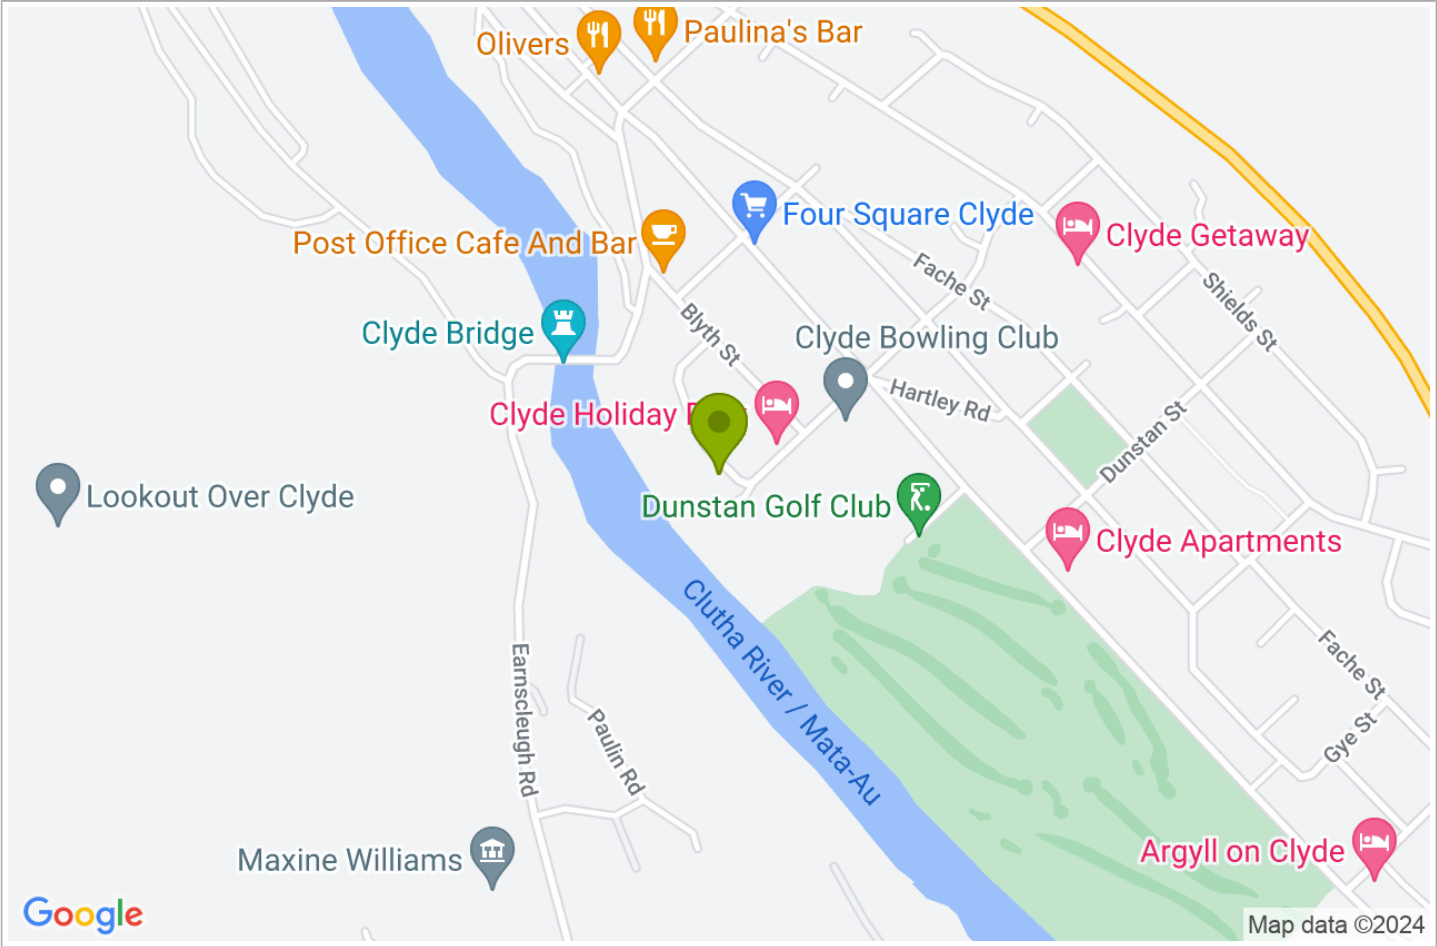 Paulina's Bar
Olivers
Four Square Clyde
Clyde Getaway
Post Office Cafe And Bar
Fache St
Shields St
Blyth St
Clyde Bridge
Clyde Bowling Club
Hartley Rd
Clyde Holiday
Dunstan St
Lookout Over Clyde
Dunstan Golf Club
Clyde Apartments
Clutha River / Mata-Au
Earnscleugh Rd
Paulin Rd
Fache St
Gye St
Maxine Williams
Argyll on Clyde
Google
Map data ©2024